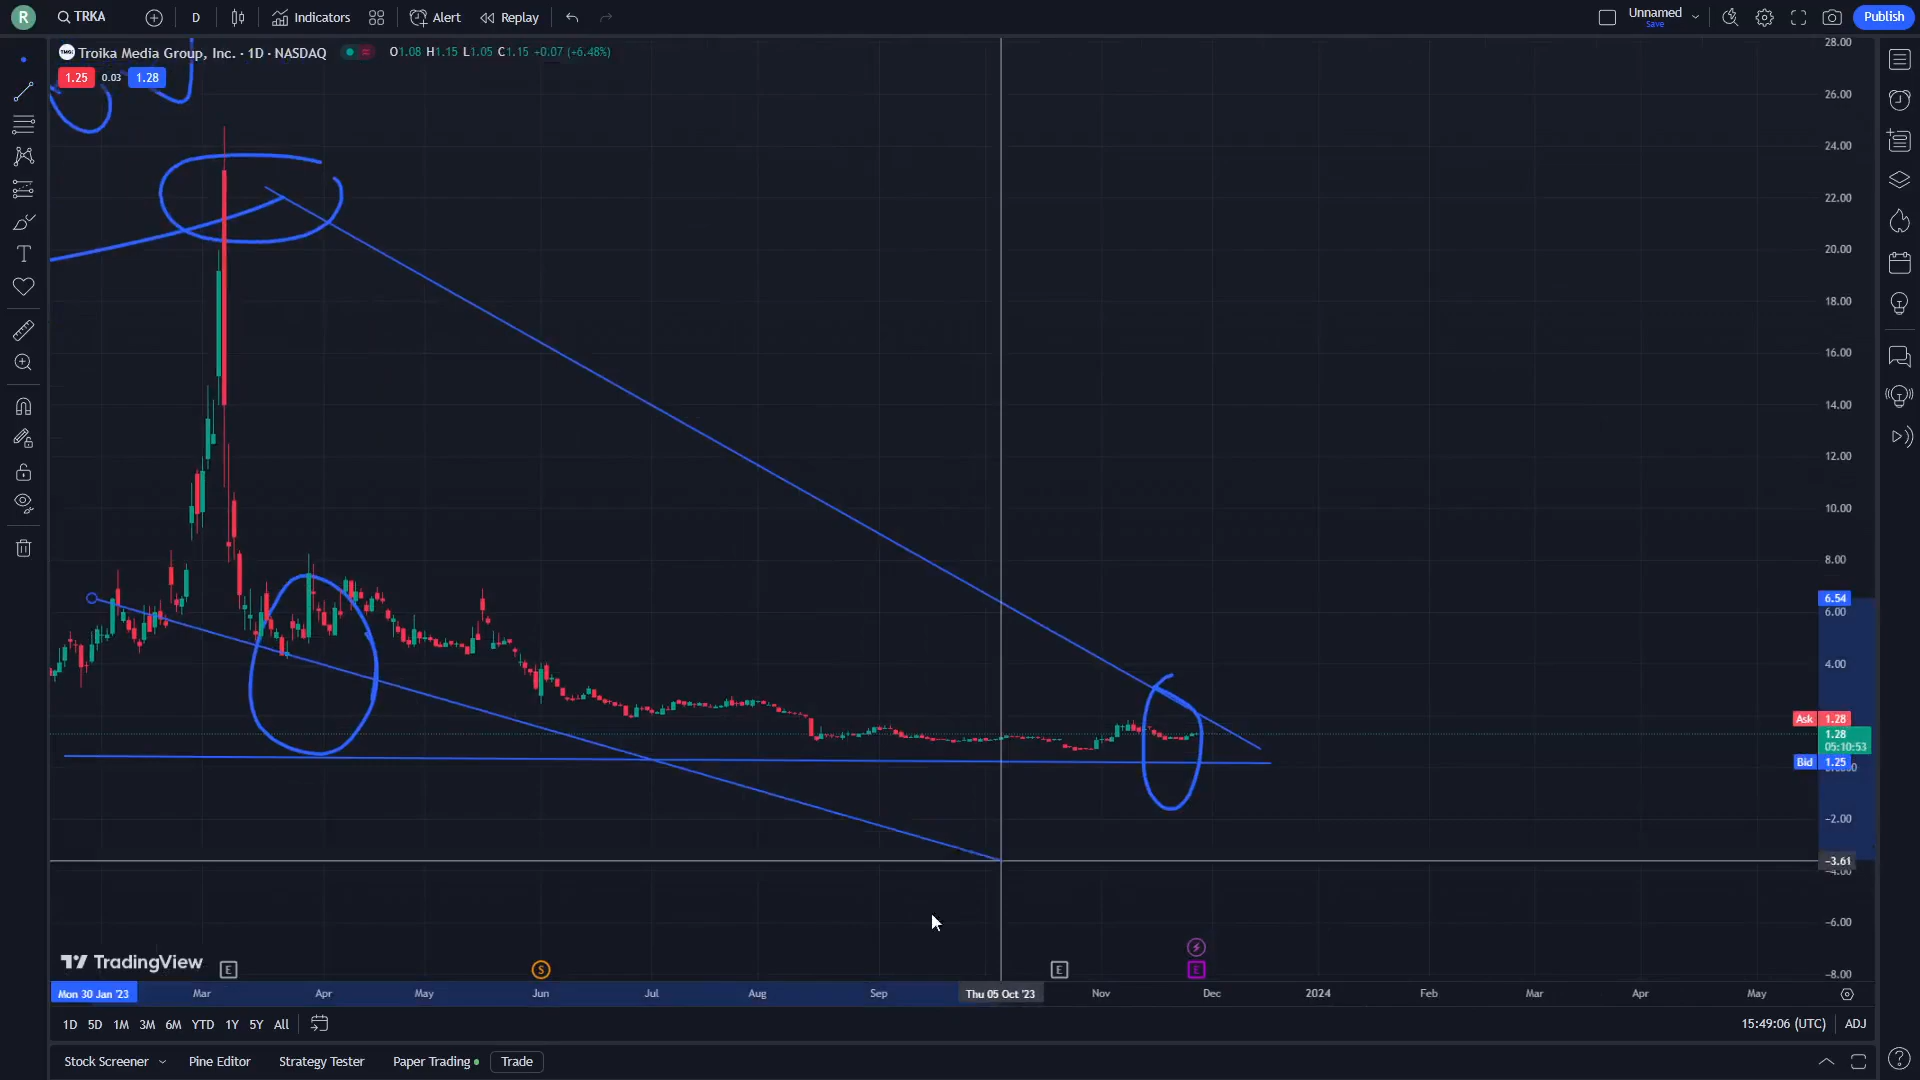 R TRKA D Indicators Alert Replay Unnamed Save Publish
TMG Troika Media Group, Inc. · 1D · NASDAQ O1.08 H1.15 L1.05 C1.15 +0.07 (+6.48%)
1.25 0.03 1.28
28.00
26.00
24.00
22.00
20.00
18.00
16.00
14.00
12.00
10.00
8.00
6.54
6.00
4.00
Ask 1.28
1.28
05:10:53
Bid 1.25
−2.00
−3.61
−4.00
−6.00
−8.00
TradingView E S E E
Mon 30 Jan '23 Mar Apr May Jun Jul Aug Sep Thu 05 Oct '23 Nov Dec 2024 Feb Mar Apr May
1D 5D 1M 3M 6M YTD 1Y 5Y All 15:49:06 (UTC) ADJ
Stock Screener Pine Editor Strategy Tester Paper Trading Trade